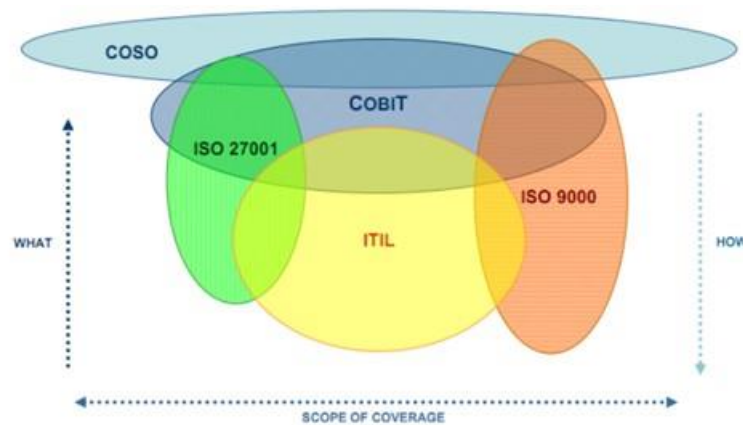 COSO
COBIT
ISO 27001
ISO 9000
WHAT
ITIL
HOW
SCOPE OF COVERAGE